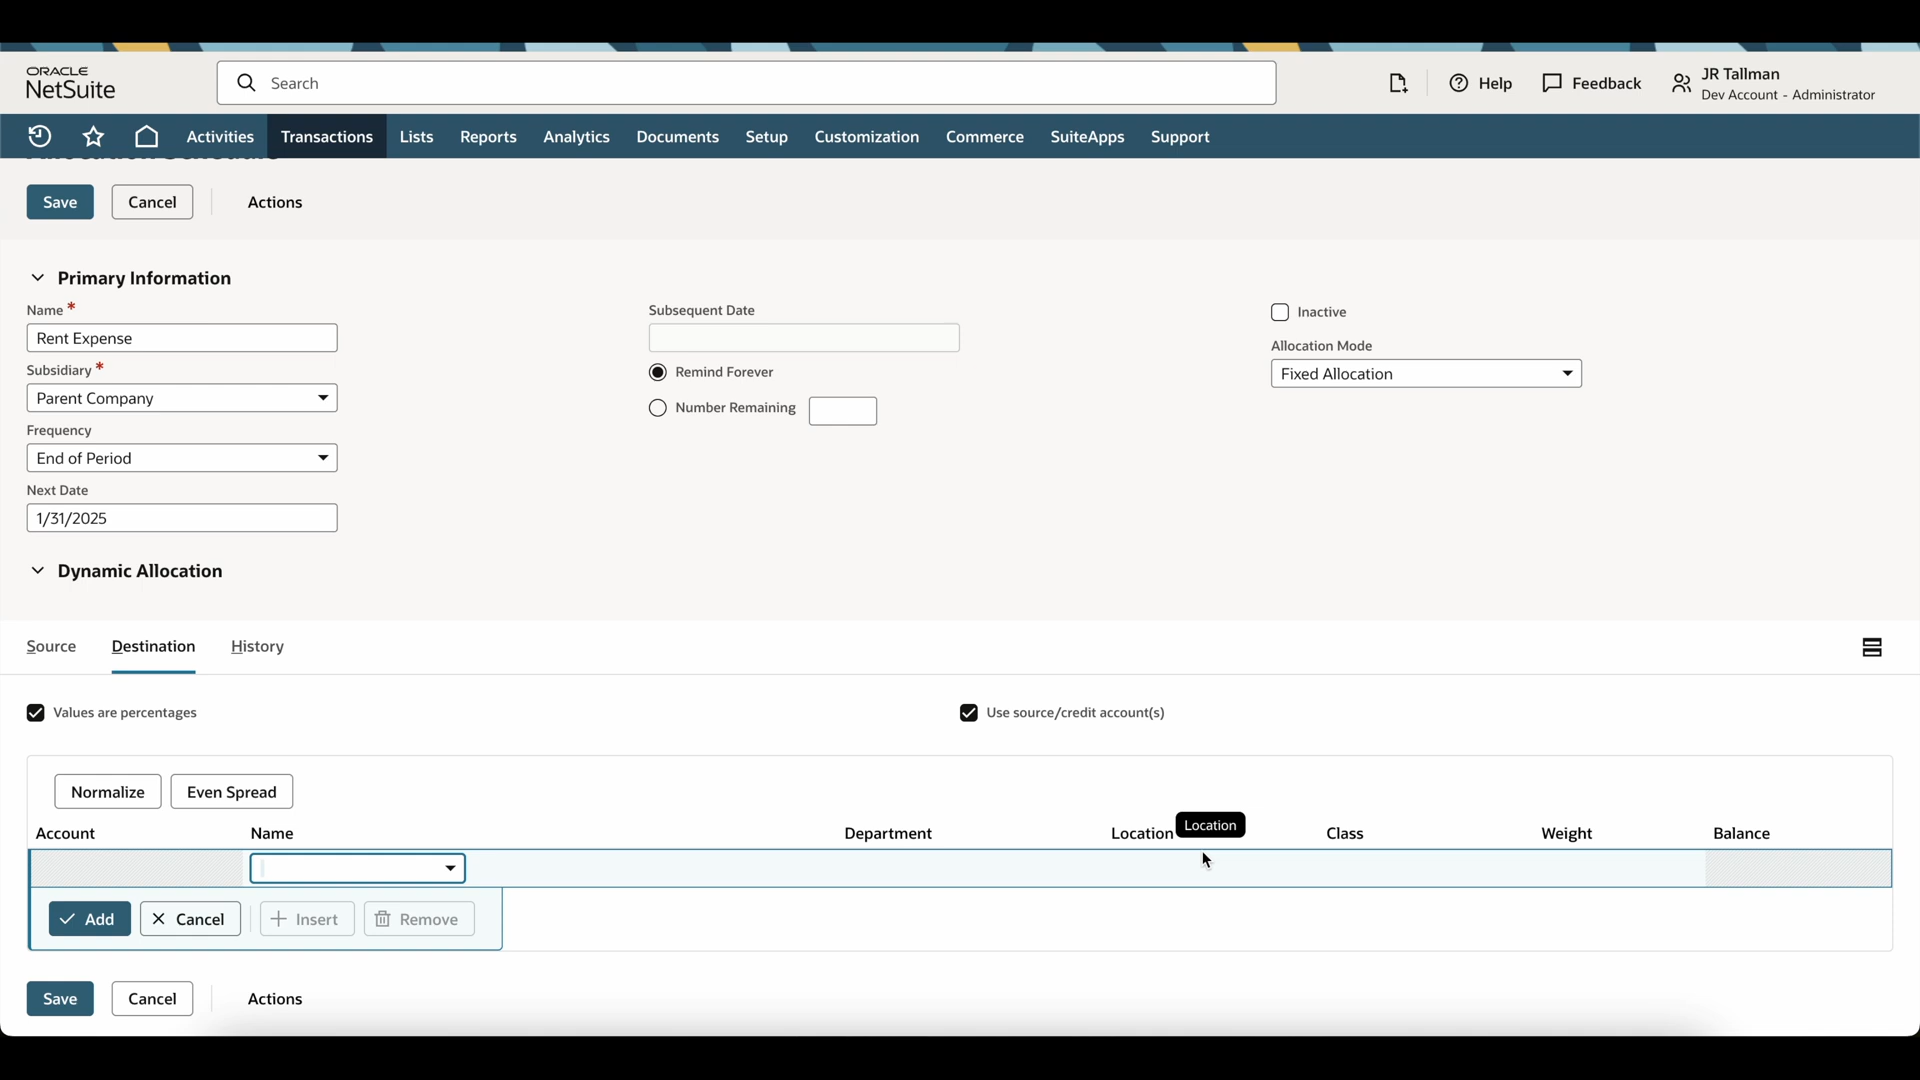 ORACLE
NetSuite
Search
Help
Feedback
JR Tallman
Dev Account - Administrator
Activities
Transactions
Lists
Reports
Analytics
Documents
Setup
Customization
Commerce
SuiteApps
Support
Save
Cancel
Actions
Primary Information
Name *
Rent Expense
Subsidiary *
Parent Company
Frequency
End of Period
Next Date
1/31/2025
Subsequent Date
Remind Forever
Number Remaining
Inactive
Allocation Mode
Fixed Allocation
Dynamic Allocation
Source
Destination
History
Values are percentages
Use source/credit account(s)
Normalize
Even Spread
Account
Name
Department
Location
Location
Class
Weight
Balance
Add
Cancel
Insert
Remove
Save
Cancel
Actions